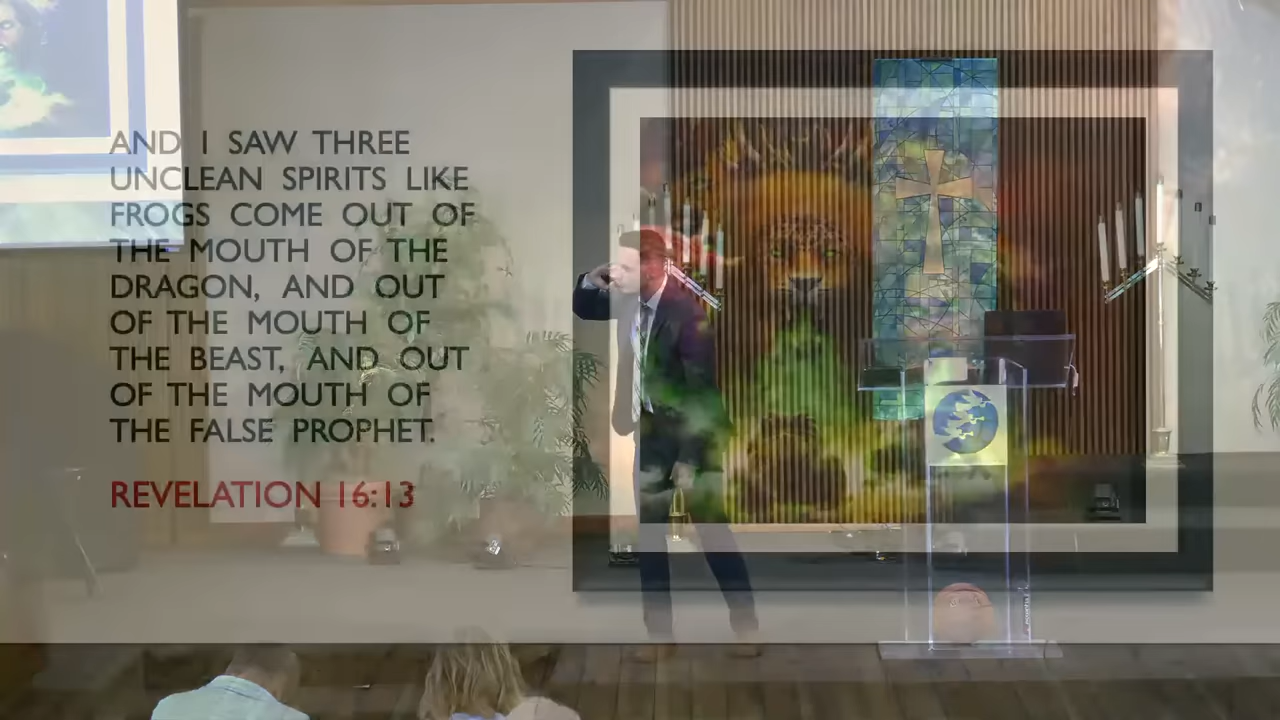 AND I SAW THREE
UNCLEAN SPIRITS LIKE
FROGS COME OUT OF
THE MOUTH OF THE
DRAGON, AND OUT
OF THE MOUTH OF
THE BEAST, AND OUT
OF THE MOUTH OF
THE FALSE PROPHET.
REVELATION 16:13